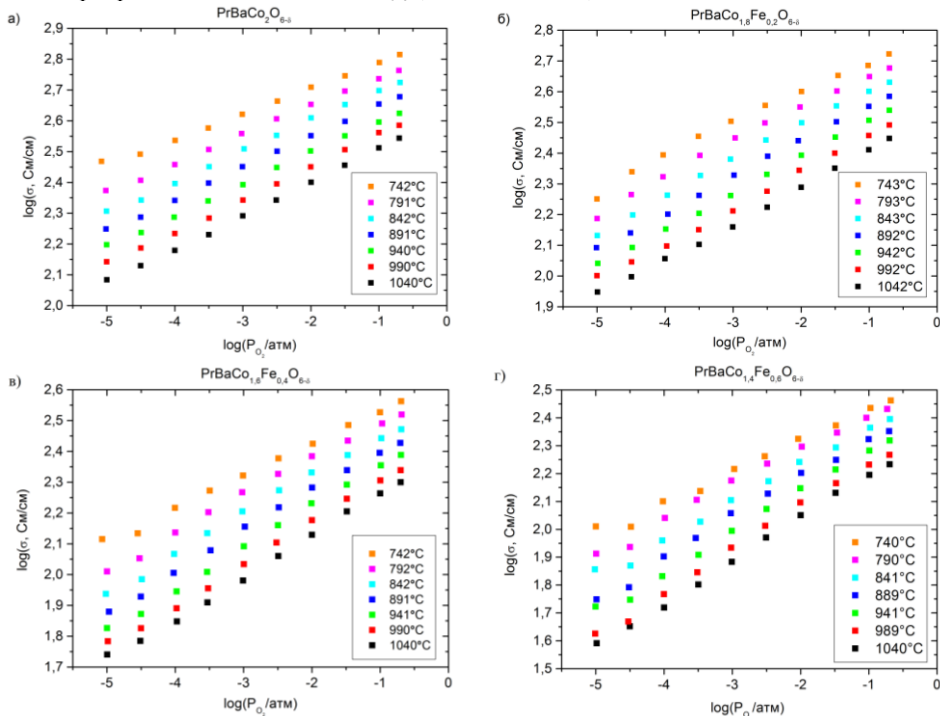 а)
PrBaCo2O6-δ
log(σ, См/см)
2,9
2,8
2,7
2,6
2,5
2,4
2,3
2,2
2,1
2,0
742°C
791°C
842°C
891°C
940°C
990°C
1040°C
-5 -4 -3 -2 -1 0
log(PO2/атм)
б)
PrBaCo1,8Fe0,2O6-δ
log(σ, См/см)
2,8
2,7
2,6
2,5
2,4
2,3
2,2
2,1
2,0
1,9
743°C
793°C
843°C
892°C
942°C
992°C
1042°C
-5 -4 -3 -2 -1 0
log(PO2/атм)
в)
PrBaCo1,6Fe0,4O6-δ
log(σ, См/см)
2,6
2,5
2,4
2,3
2,2
2,1
2,0
1,9
1,8
1,7
742°C
792°C
842°C
891°C
941°C
990°C
1040°C
-5 -4 -3 -2 -1 0
log(PO2/атм)
г)
PrBaCo1,4Fe0,6O6-δ
log(σ, См/см)
2,5
2,4
2,3
2,2
2,1
2,0
1,9
1,8
1,7
1,6
1,5
740°C
790°C
841°C
889°C
941°C
989°C
1040°C
-5 -4 -3 -2 -1 0
log(PO/атм)